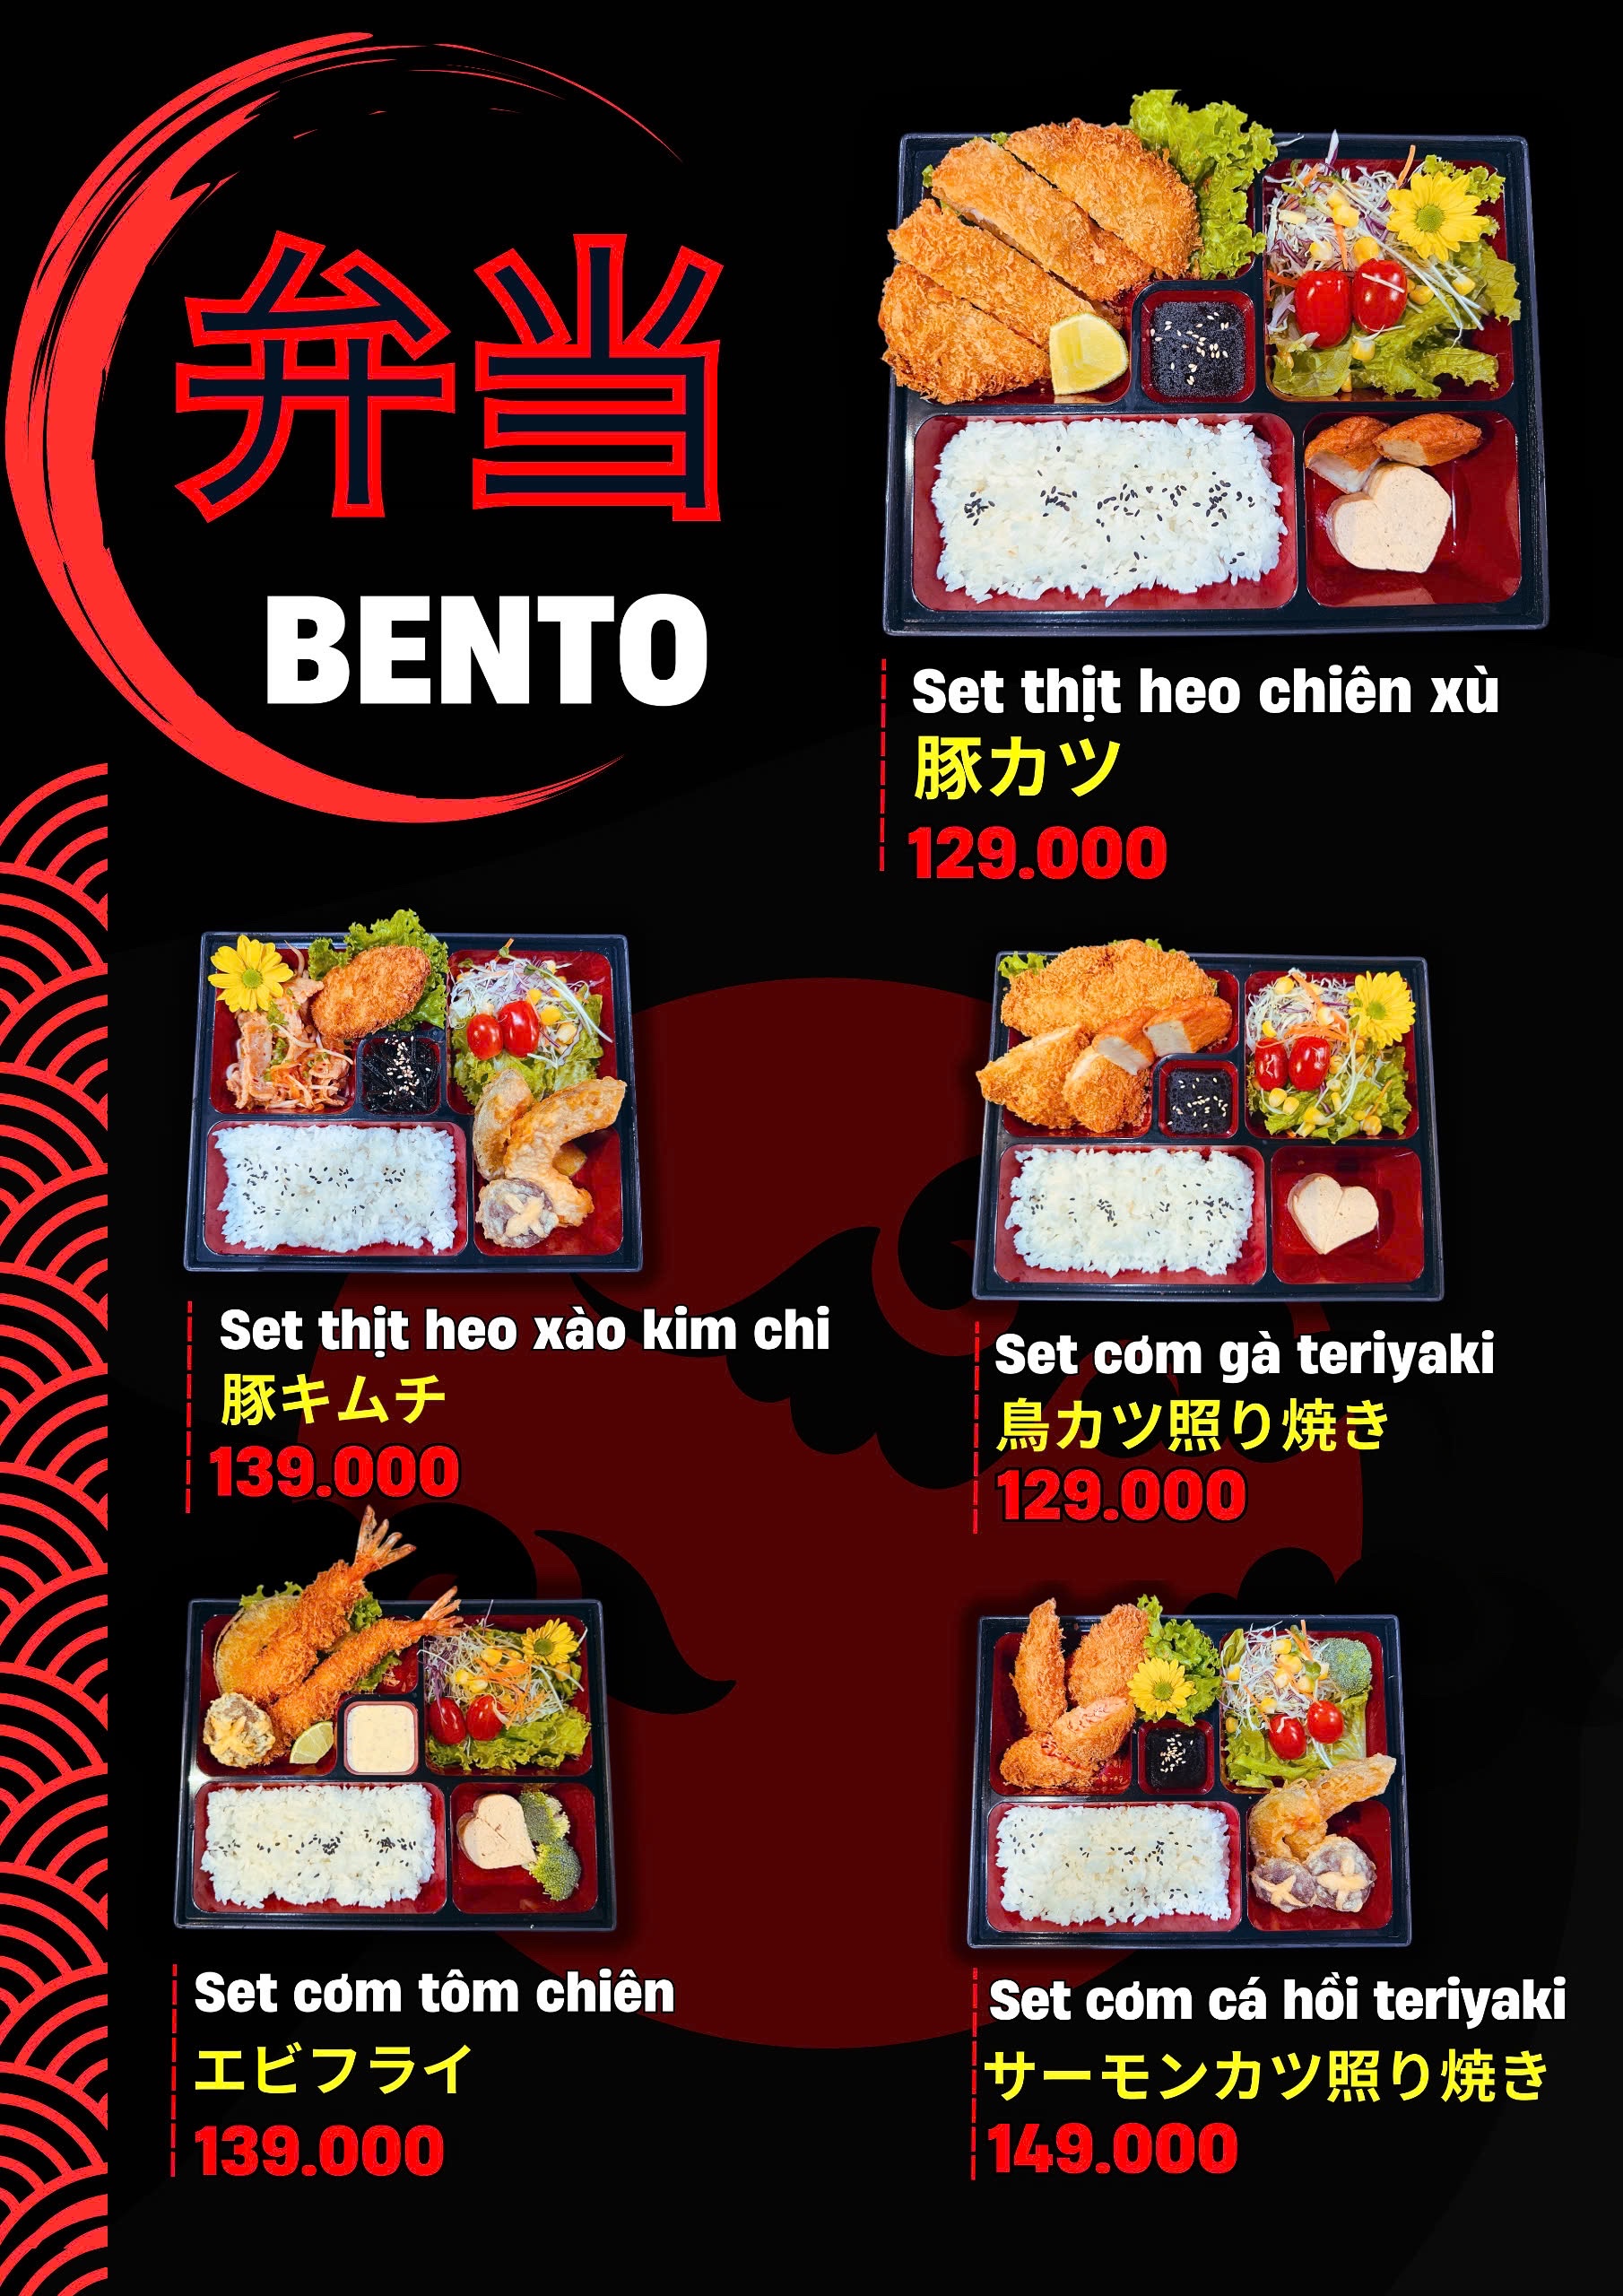 弁当
BENTO
Set thịt heo chiên xù
豚カツ
129.000
Set thịt heo xào kim chi
豚キムチ
139.000
Set cơm gà teriyaki
鳥カツ照り焼き
129.000
Set cơm tôm chiên
エビフライ
139.000
Set cơm cá hồi teriyaki
サーモンカツ照り焼き
149.000